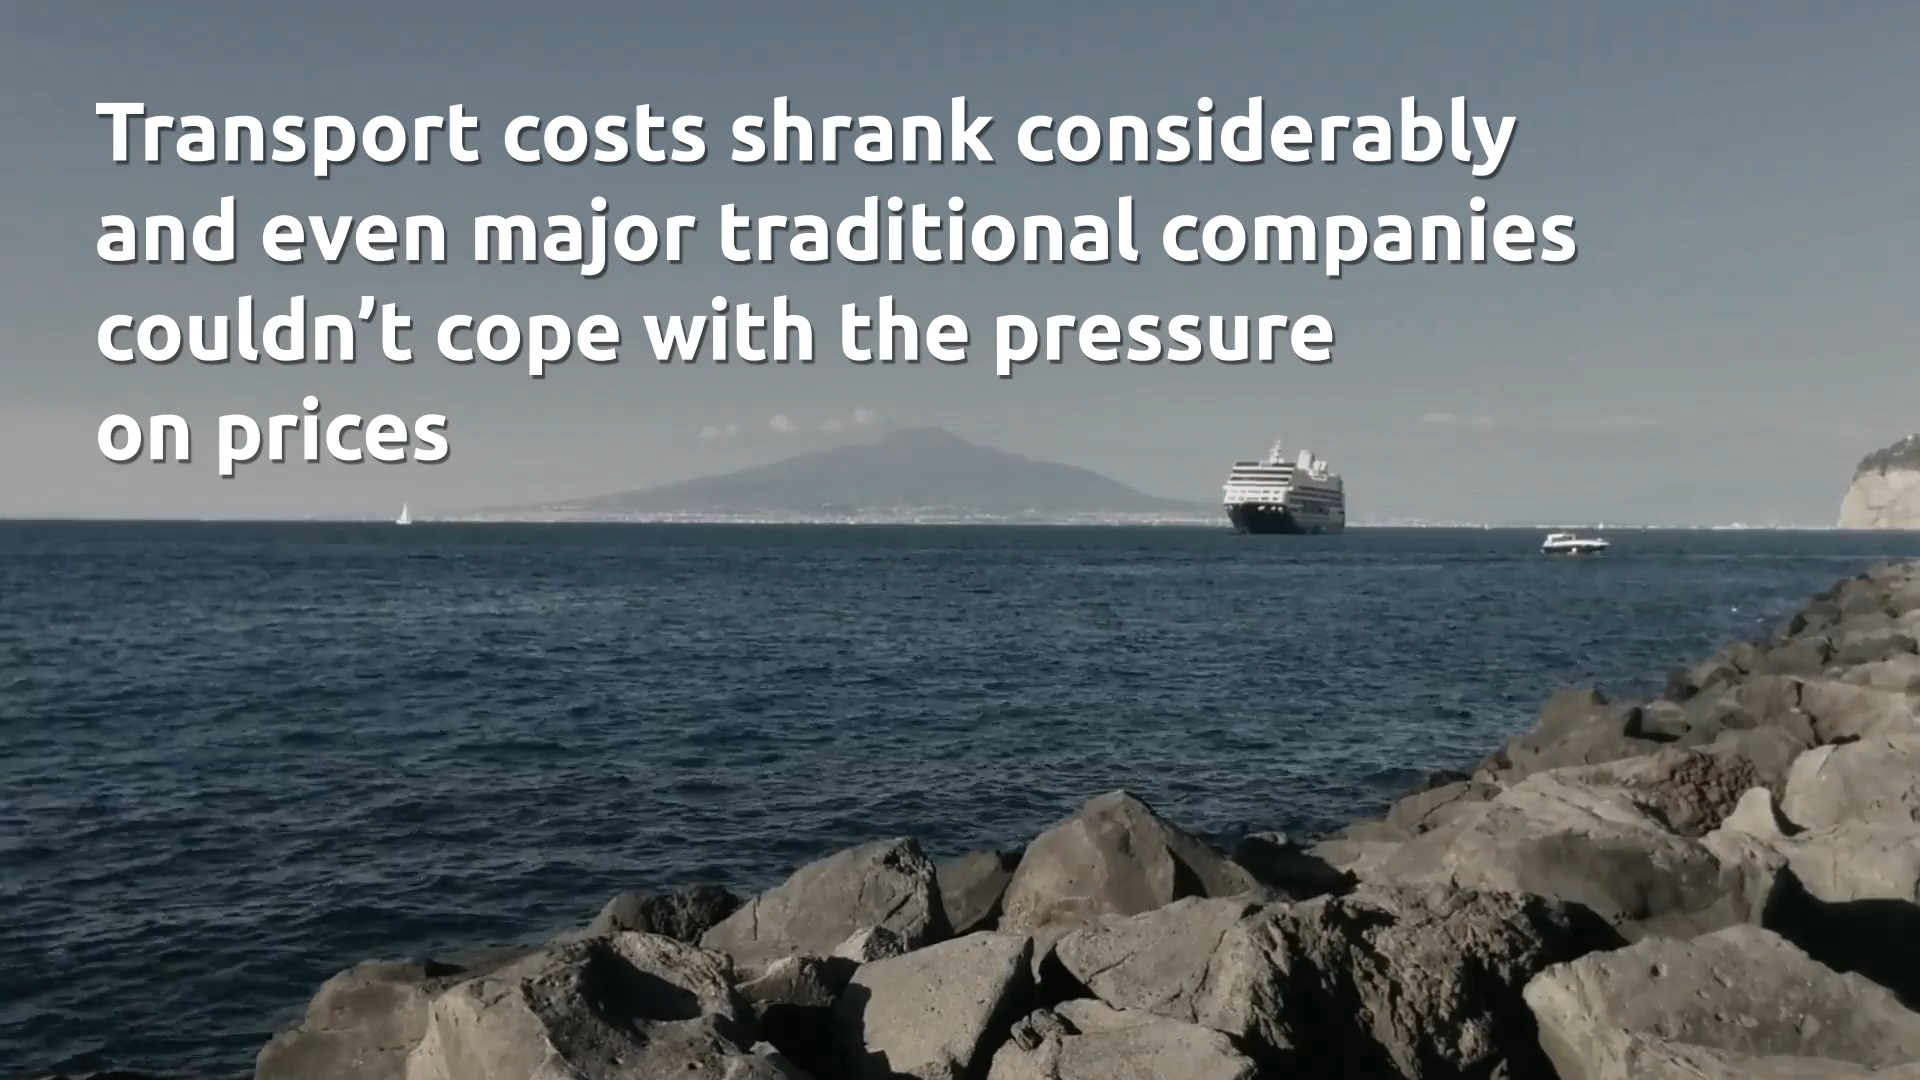 Transport costs shrank considerably
and even major traditional companies
couldn’t cope with the pressure
on prices